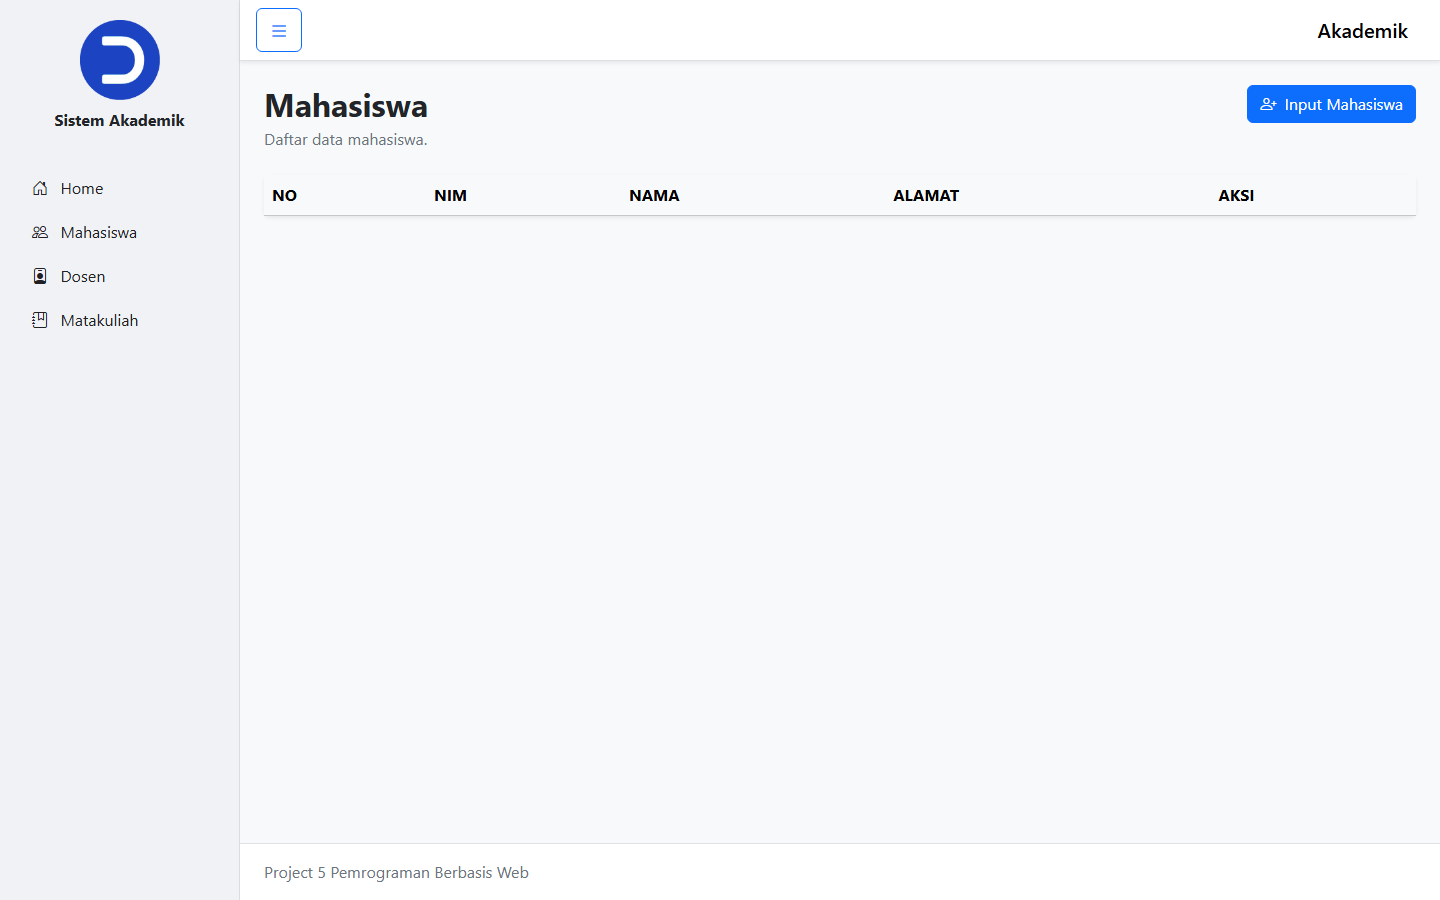 Sistem Akademik
Home
Mahasiswa
Dosen
Matakuliah
Akademik
Mahasiswa
Daftar data mahasiswa.
Input Mahasiswa
NO NIM NAMA ALAMAT AKSI
Project 5 Pemrograman Berbasis Web